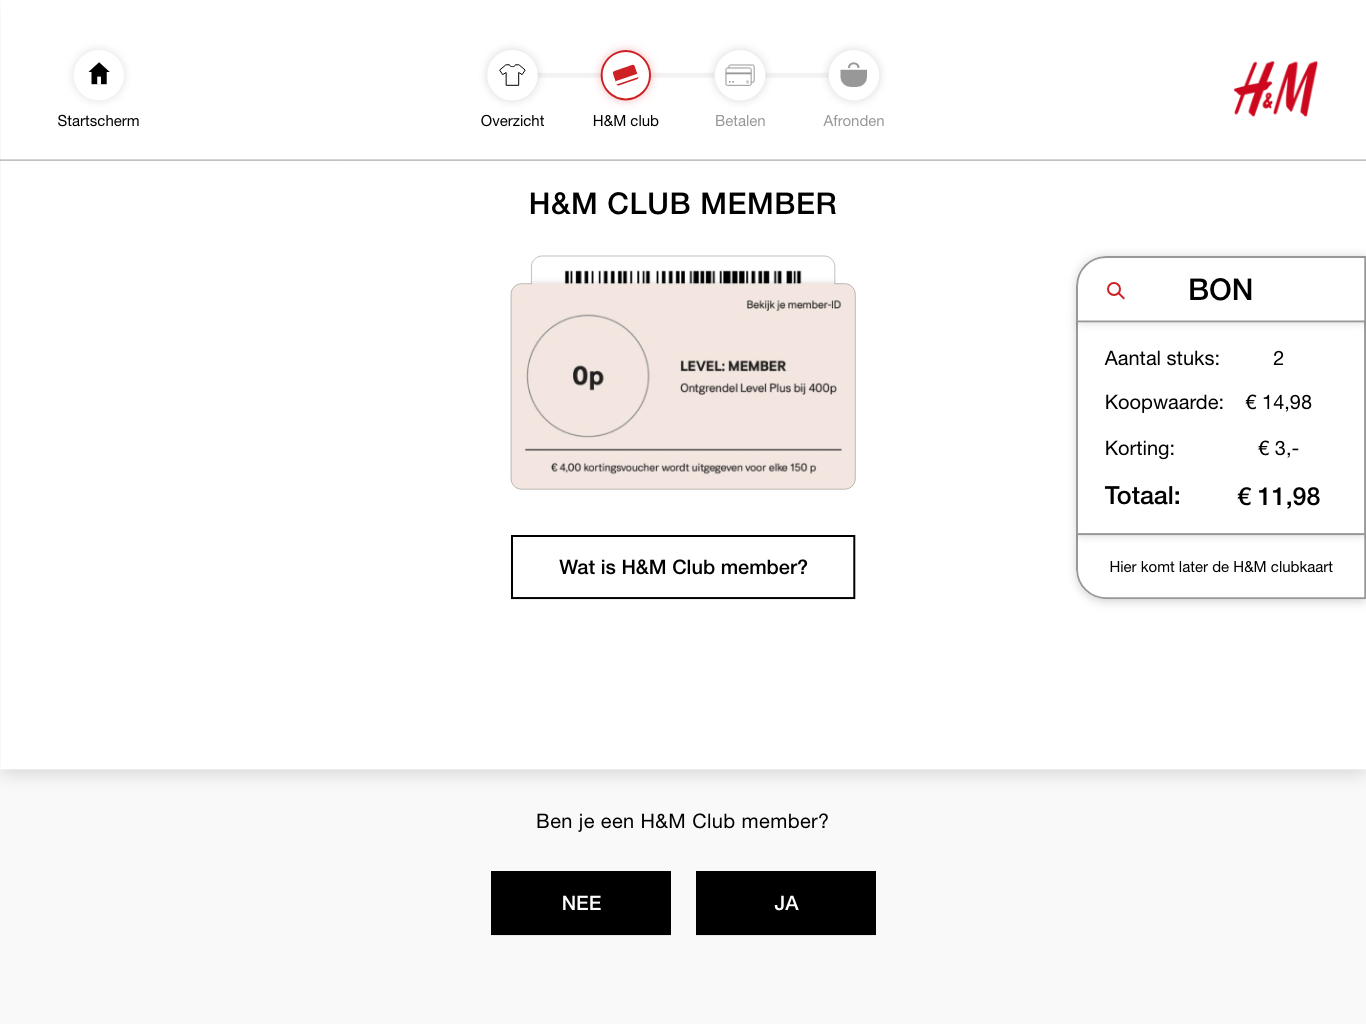 Startscherm
Overzicht
H&M club
Betalen
Afronden
H&M
H&M CLUB MEMBER
Bekijk je member-ID
0p
LEVEL: MEMBER
Ontgrendel Level Plus bij 400p
€ 4,00 kortingsvoucher wordt uitgegeven voor elke 150 p
Wat is H&M Club member?
BON
Aantal stuks: 2
Koopwaarde: € 14,98
Korting: € 3,-
Totaal: € 11,98
Hier komt later de H&M clubkaart
Ben je een H&M Club member?
NEE
JA